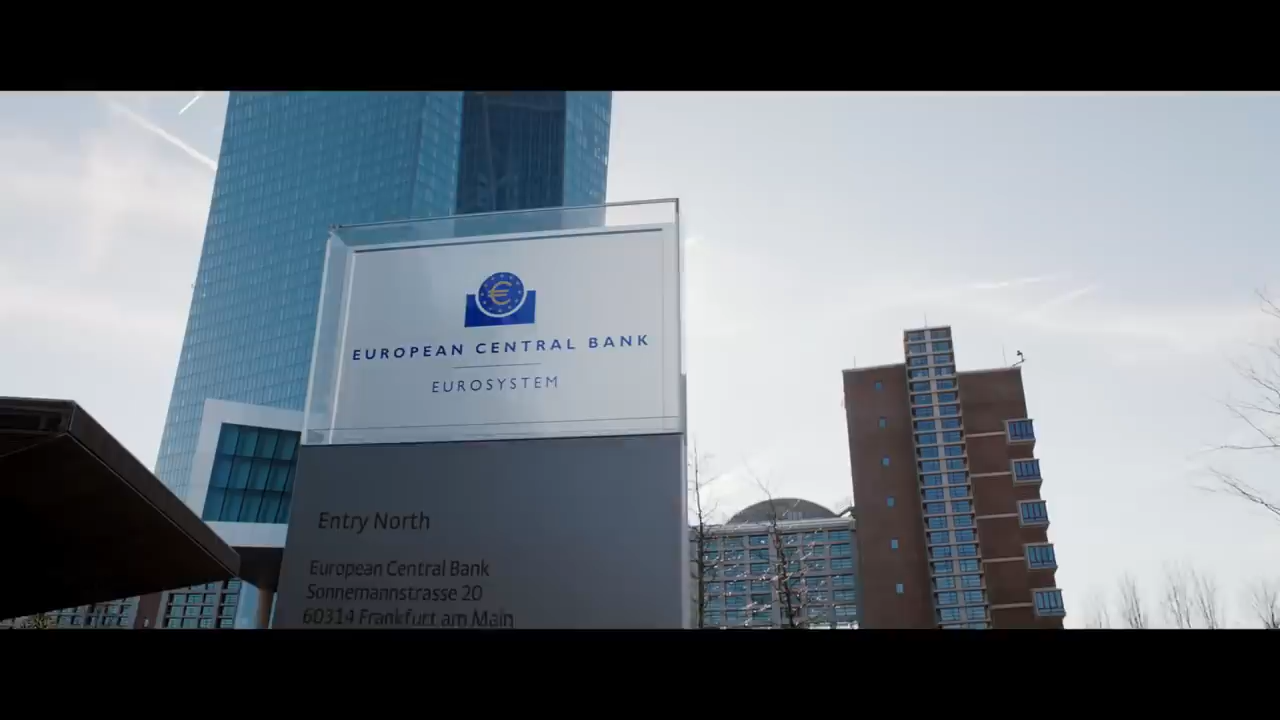 €
EUROPEAN CENTRAL BANK
EUROSYSTEM
Entry North
European Central Bank
Sonnemannstrasse 20
60314 Frankfurt am Main